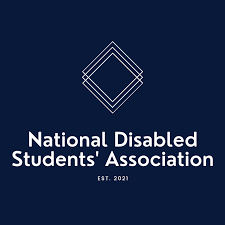 National Disabled
Students' Association
EST. 2021